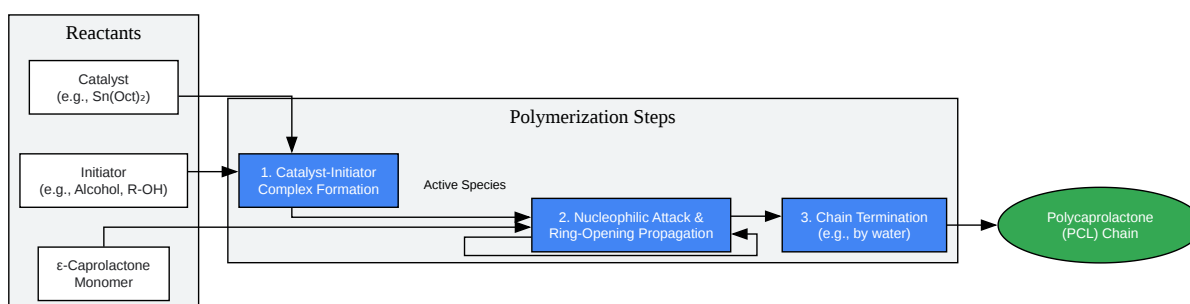 Reactants
Catalyst
(e.g., Sn(Oct)₂)
Initiator
(e.g., Alcohol, R-OH)
ε-Caprolactone
Monomer
Polymerization Steps
1. Catalyst-Initiator
Complex Formation
Active Species
2. Nucleophilic Attack &
Ring-Opening Propagation
3. Chain Termination
(e.g., by water)
Polycaprolactone
(PCL) Chain